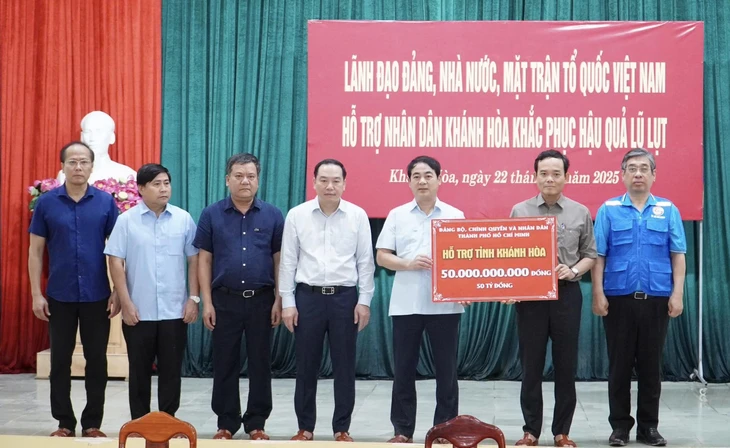 LÃNH ĐẠO ĐẢNG, NHÀ NƯỚC, MẶT TRẬN TỔ QUỐC VIỆT NAM
HỖ TRỢ NHÂN DÂN KHÁNH HÒA KHẮC PHỤC HẬU QUẢ LŨ LỤT
Hòa, ngày 22 2025
ĐẢNG BỘ, CHÍNH QUYỀN VÀ NHÂN DÂN
THÀNH PHỐ HỒ CHÍ MINH
HỖ TRỢ TỈNH KHÁNH HÒA
50.000.000.000 ĐỒNG
50 TỶ ĐỒNG